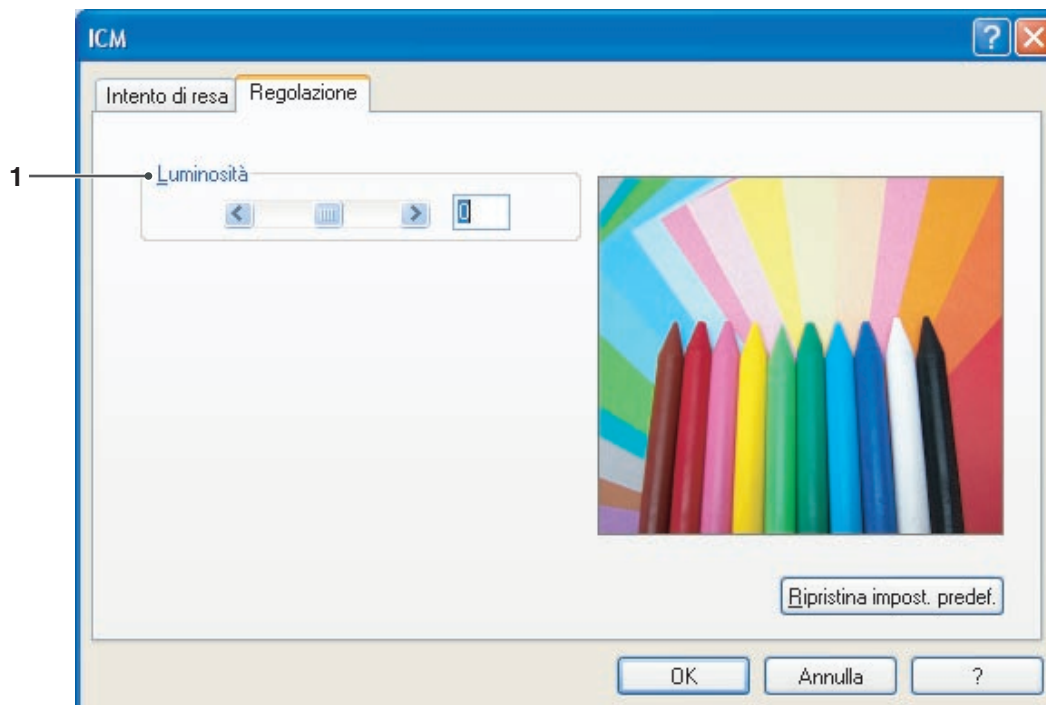 ICM
?
Intento di resa
Regolazione
1
Luminosità
0
Ripristina impost. predef.
OK
Annulla
?